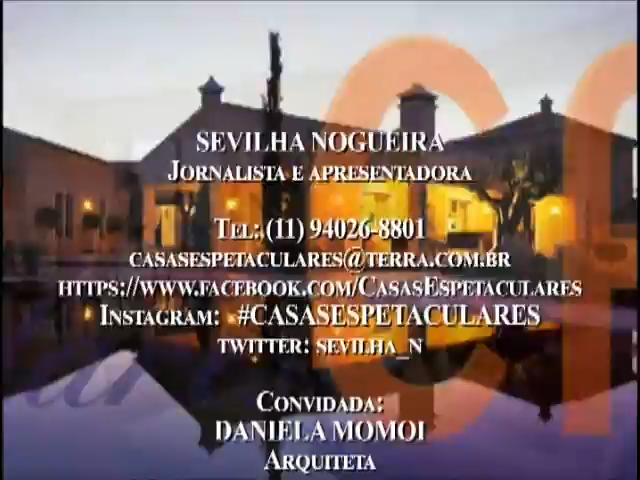 SEVILHA NOGUEIRA
JORNALISTA E APRESENTADORA
TEL: (11) 94026-8801
CASASESPETACULARES@TERRA.COM.BR
HTTPS://WWW.FACEBOOK.COM/CASASESPETACULARES
INSTAGRAM: #CASASESPETACULARES
TWITTER: SEVILHA_N
CONVIDADA:
DANIELA MOMOI
ARQUITETA